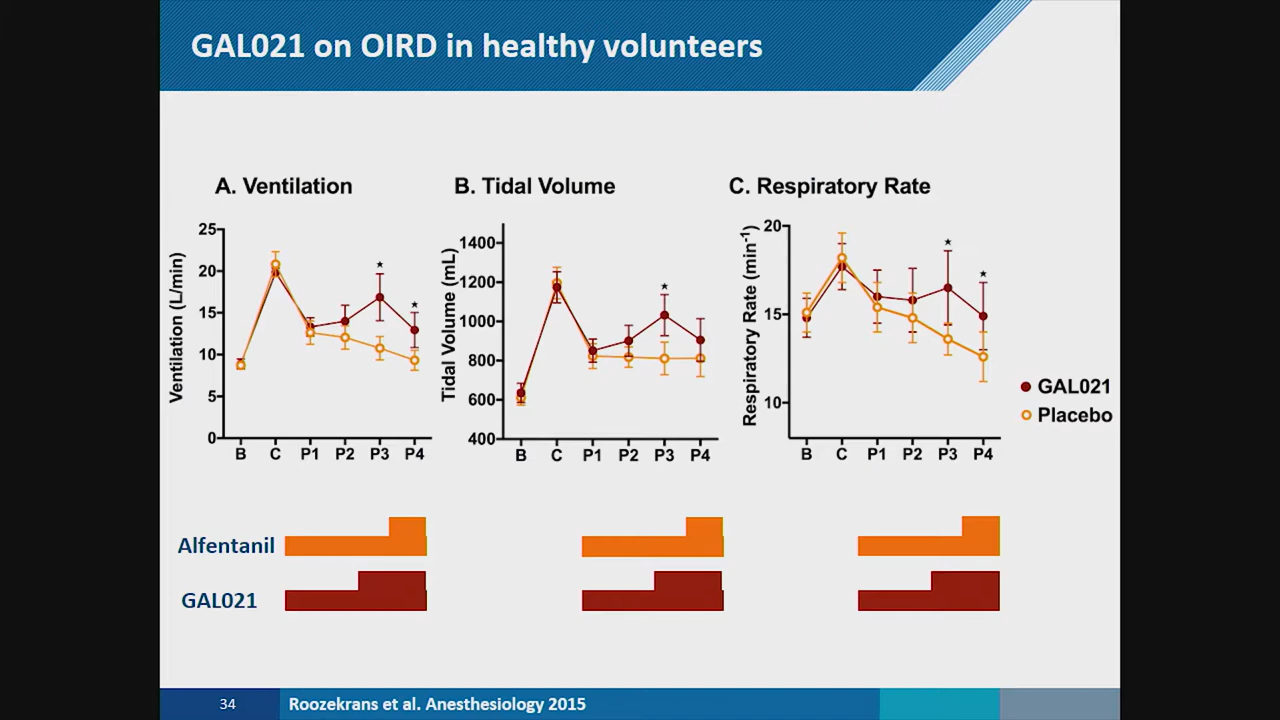 GAL021 on OIRD in healthy volunteers
A. Ventilation
B. Tidal Volume
C. Respiratory Rate
Ventilation (L/min)
25
20
15
10
5
0
B C P1 P2 P3 P4
Tidal Volume (mL)
1400
1200
1000
800
600
400
B C P1 P2 P3 P4
Respiratory Rate (min-1)
20
15
10
B C P1 P2 P3 P4
GAL021
Placebo
Alfentanil
GAL021
34
Roozekrans et al. Anesthesiology 2015